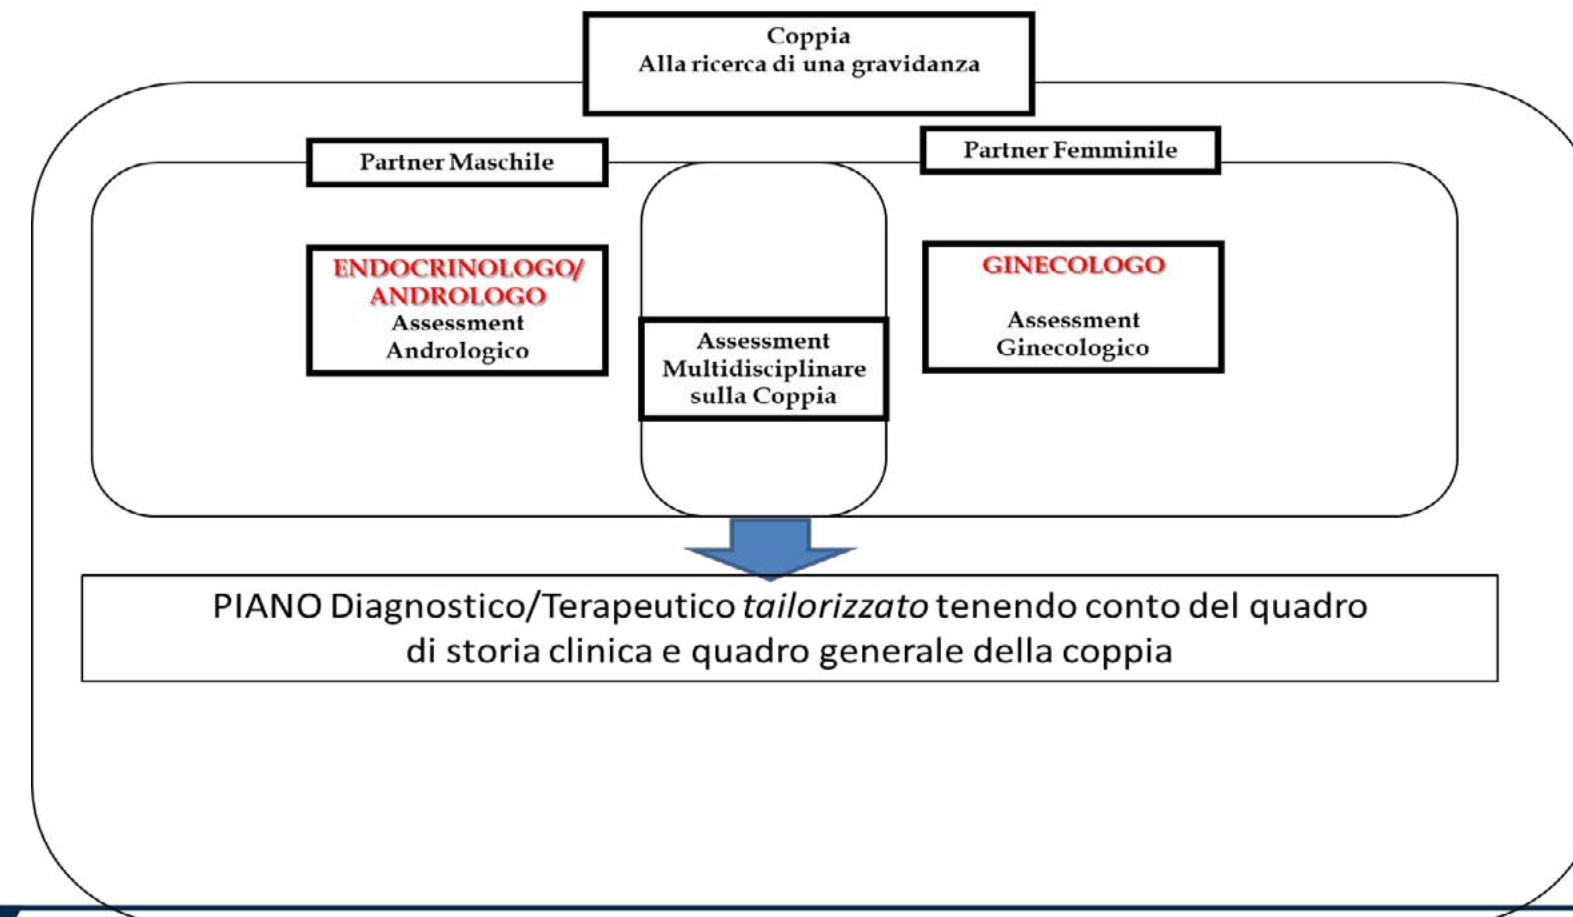 Coppia
Alla ricerca di una gravidanza
Partner Maschile
Partner Femminile
ENDOCRINOLOGO/
ANDROLOGO
Assessment
Andrologico
Assessment
Multidisciplinare
sulla Coppia
GINECOLOGO
Assessment
Ginecologico
PIANO Diagnostico/Terapeutico tailorizzato tenendo conto del quadro
di storia clinica e quadro generale della coppia